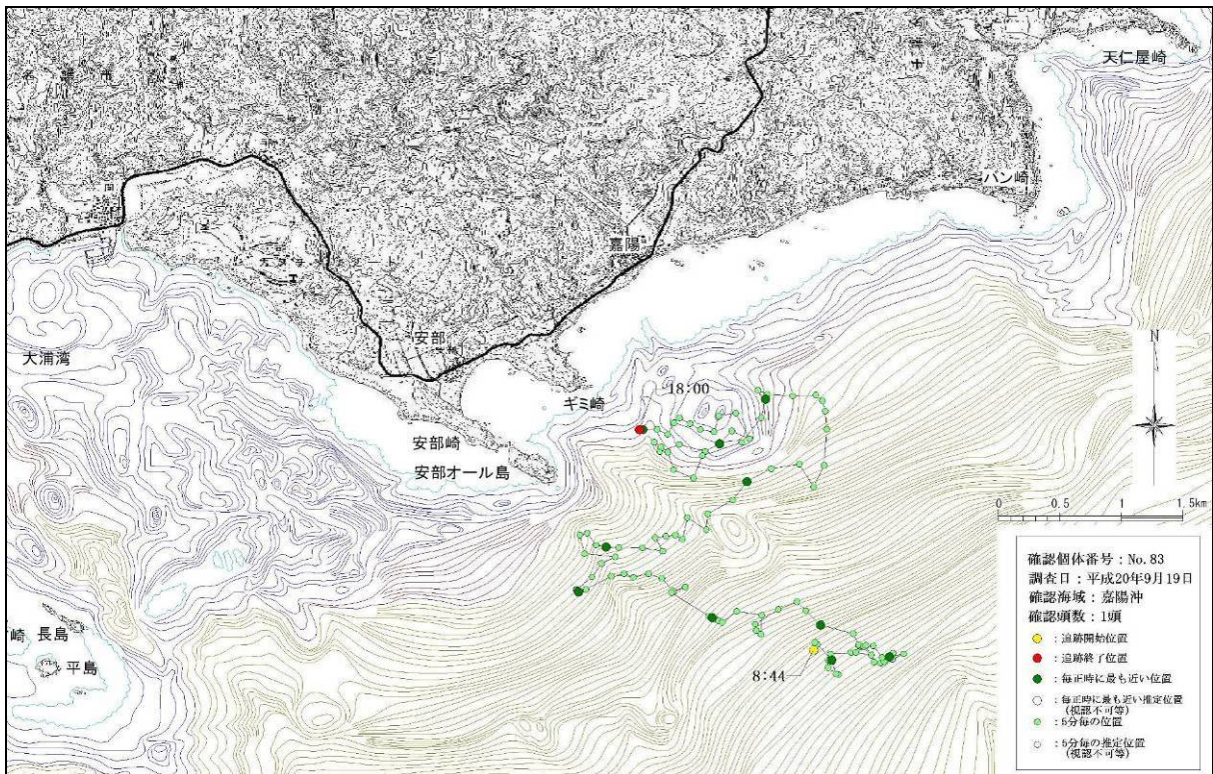 天仁屋崎
バン崎
嘉陽
安部
大浦湾
ギミ崎
18:00
安部崎
安部オール島
N
0 0.5 1 1.5km
長島
崎
平島
8:44
確認個体番号：No.83
調査日：平成20年9月19日
確認海域：嘉陽沖
確認頭数：1頭
：追跡開始位置
：追跡終了位置
：毎正時に最も近い位置
：毎正時に最も近い推定位置
(視認不可等)
：5分毎の位置
：5分毎の推定位置
(視認不可等)